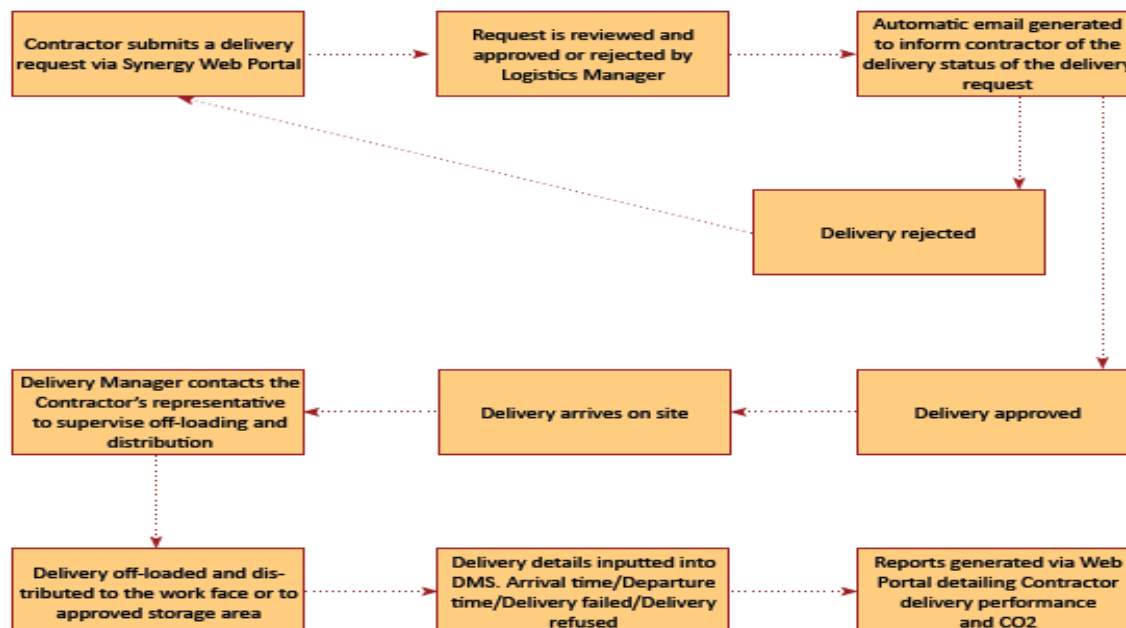 Contractor submits a delivery
request via Synergy Web Portal
Request is reviewed and
approved or rejected by
Logistics Manager
Automatic email generated
to inform contractor of the
delivery status of the delivery
request
Delivery rejected
Delivery Manager contacts the
Contractor's representative
to supervise off-loading and
distribution
Delivery arrives on site
Delivery approved
Delivery off-loaded and dis-
tributed to the work face or to
approved storage area
Delivery details inputted into
DMS. Arrival time/Departure
time/Delivery failed/Delivery
refused
Reports generated via Web
Portal detailing Contractor
delivery performance
and CO2